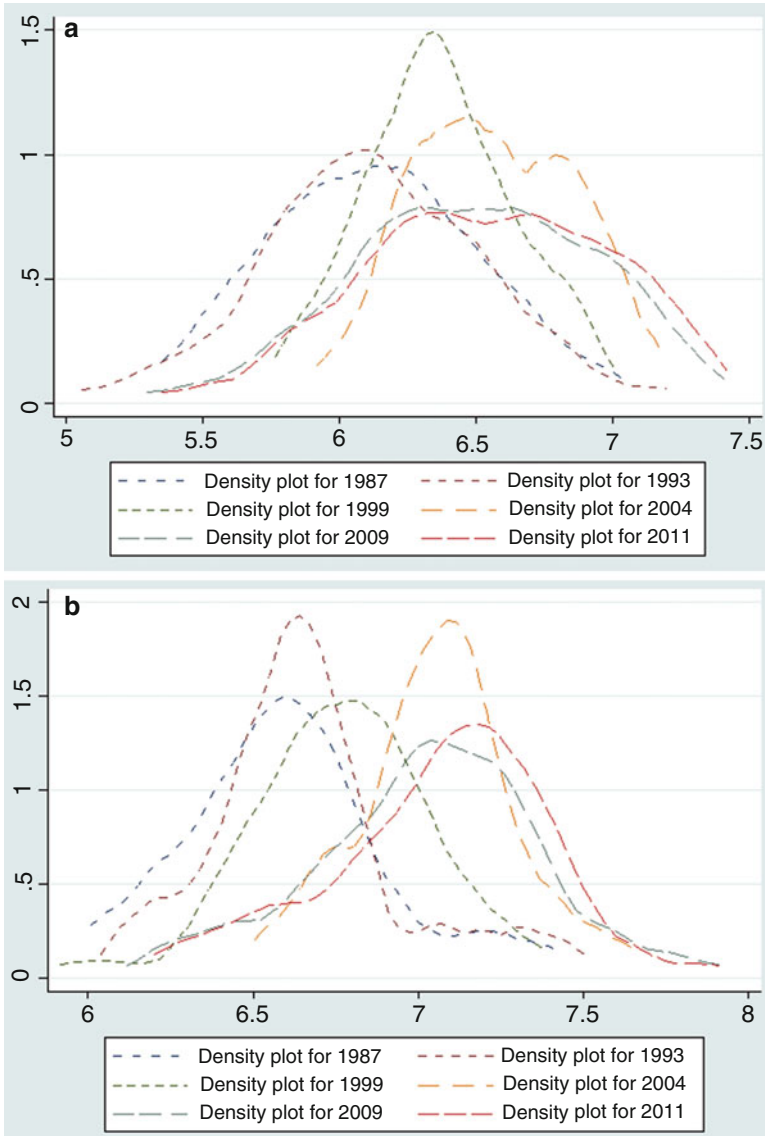 a
1.5
1
.5
0
5 5.5 6 6.5 7 7.5
Density plot for 1987 Density plot for 1993
Density plot for 1999 Density plot for 2004
Density plot for 2009 Density plot for 2011
b
2
1.5
1
.5
0
6 6.5 7 7.5 8
Density plot for 1987 Density plot for 1993
Density plot for 1999 Density plot for 2004
Density plot for 2009 Density plot for 2011